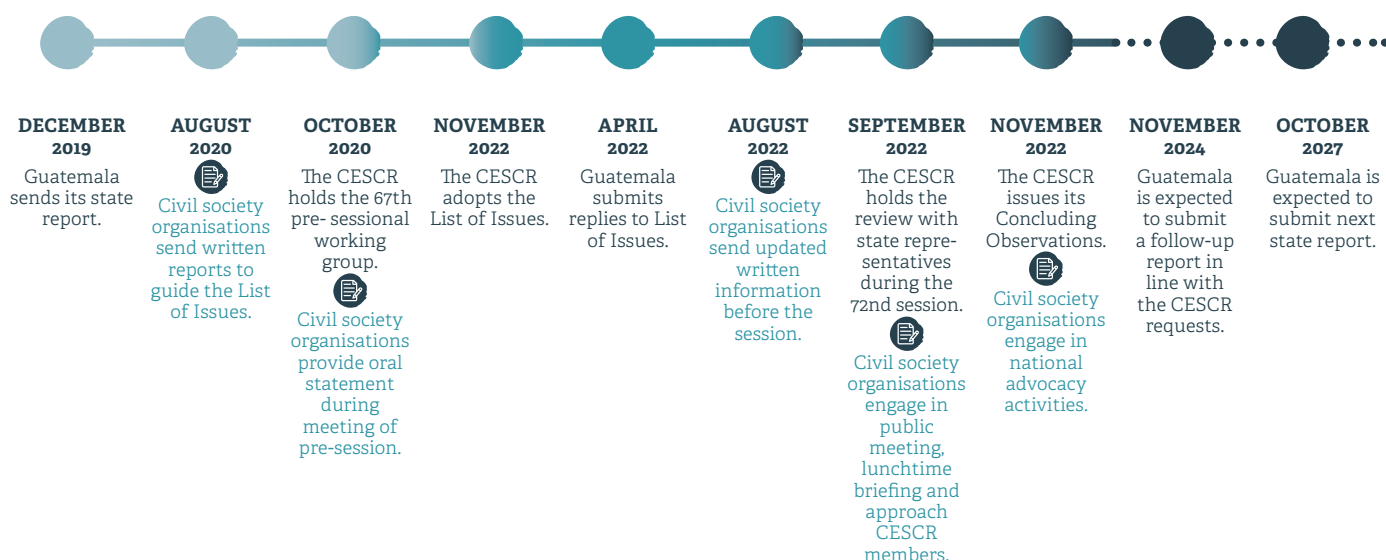 DECEMBER
2019
Guatemala
sends its state
report.
AUGUST
2020
Civil society
organisations
send written
reports to
guide the List
of Issues.
OCTOBER
2020
The CESCR
holds the 67th
pre- sessional
working
group.
Civil society
organisations
provide oral
statement
during
meeting of
pre-session.
NOVEMBER
2022
The CESCR
adopts the
List of Issues.
APRIL
2022
Guatemala
submits
replies to List
of Issues.
AUGUST
2022
Civil society
organisations
send updated
written
information
before the
session.
SEPTEMBER
2022
The CESCR
holds the
review with
state repre-
sentatives
during the
72nd session.
Civil society
organisations
engage in
public
meeting,
lunchtime
briefing and
approach
CESCR
members.
NOVEMBER
2022
The CESCR
issues its
Concluding
Observations.
Civil society
organisations
engage in
national
advocacy
activities.
NOVEMBER
2024
Guatemala
is expected
to submit
a follow-up
report in
line with
the CESCR
requests.
OCTOBER
2027
Guatemala is
expected to
submit next
state report.